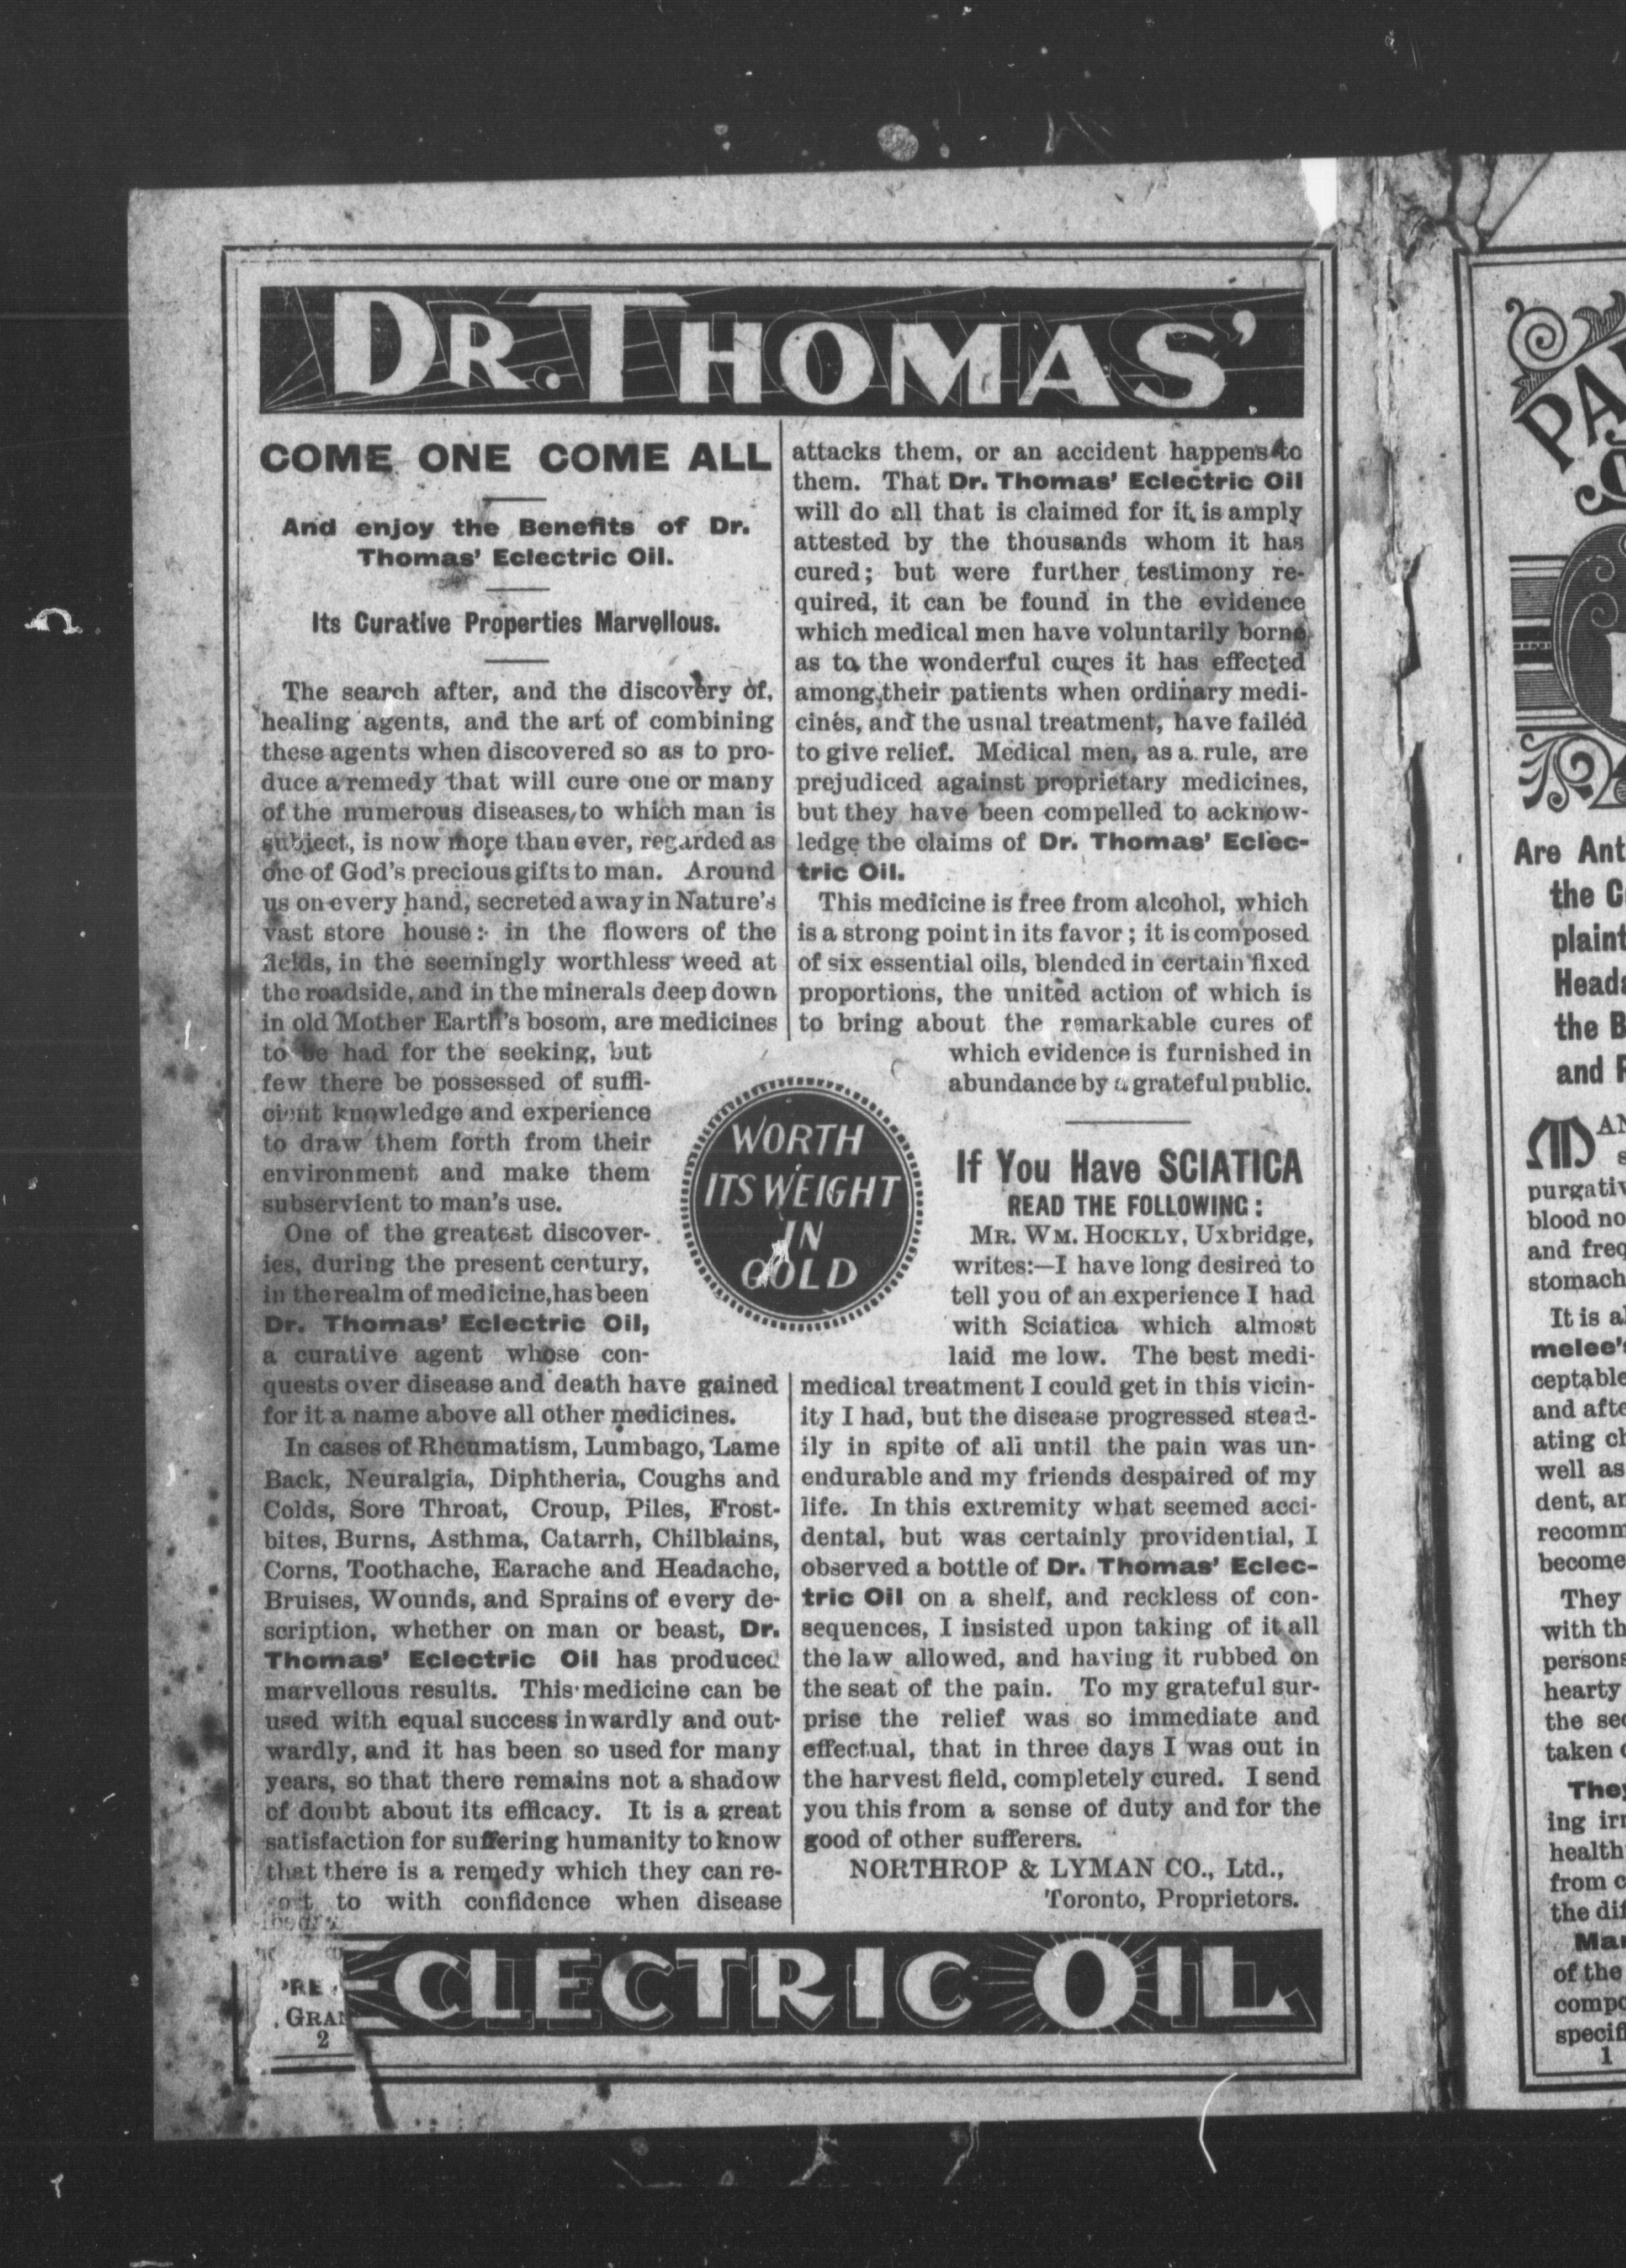 DR. THOMAS'
COME ONE COME ALL
And enjoy the Benefits of Dr.
Thomas' Eclectric Oil.
Its Curative Properties Marvellous.
The search after, and the discovery of,
healing agents, and the art of combining
these agents when discovered so as to pro-
duce a remedy that will cure one or many
of the numerous diseases, to which man is
subject, is now more than ever, regarded as
one of God's precious gifts to man. Around
us on every hand, secreted away in Nature's
vast store house: in the flowers of the
fields, in the seemingly worthless weed at
the roadside, and in the minerals deep down
in old Mother Earth's bosom, are medicines
to be had for the seeking, but
few there be possessed of suffi-
cient knowledge and experience
to draw them forth from their
environment and make them
subservient to man's use.
One of the greatest discover-
ies, during the present century,
in the realm of medicine, has been
Dr. Thomas' Eclectric Oil,
a curative agent whose con-
quests over disease and death have gained
for it a name above all other medicines.
In cases of Rheumatism, Lumbago, Lame
Back, Neuralgia, Diphtheria, Coughs and
Colds, Sore Throat, Croup, Piles, Frost-
bites, Burns, Asthma, Catarrh, Chilblains,
Corns, Toothache, Earache and Headache,
Bruises, Wounds, and Sprains of every de-
scription, whether on man or beast, Dr.
Thomas' Eclectric Oil has produced
marvellous results. This medicine can be
used with equal success inwardly and out-
wardly, and it has been so used for many
years, so that there remains not a shadow
of doubt about its efficacy. It is a great
satisfaction for suffering humanity to know
that there is a remedy which they can re-
sort to with confidence when disease
attacks them, or an accident happens to
them. That Dr. Thomas' Eclectric Oil
will do all that is claimed for it, is amply
attested by the thousands whom it has
cured; but were further testimony re-
quired, it can be found in the evidence
which medical men have voluntarily borne
as to the wonderful cures it has effected
among their patients when ordinary medi-
cines, and the usnal treatment, have failed
to give relief. Medical men, as a rule, are
prejudiced against proprietary medicines,
but they have been compelled to acknow-
ledge the claims of Dr. Thomas' Eclec-
tric Oil.
This medicine is free from alcohol, which
is a strong point in its favor; it is composed
of six essential oils, blended in certain fixed
proportions, the united action of which is
to bring about the remarkable cures of
which evidence is furnished in
abundance by a grateful public.
WORTH
ITS WEIGHT
IN
GOLD
If You Have SCIATICA
READ THE FOLLOWING:
MR. WM. HOCKLY, Uxbridge,
writes:—I have long desired to
tell you of an experience I had
with Sciatica which almost
laid me low. The best medi-
medical treatment I could get in this vicin-
ity I had, but the disease progressed stead-
ily in spite of all until the pain was un-
endurable and my friends despaired of my
life. In this extremity what seemed acci-
dental, but was certainly providential, I
observed a bottle of Dr. Thomas' Eclec-
tric Oil on a shelf, and reckless of con-
sequences, I insisted upon taking of it all
the law allowed, and having it rubbed on
the seat of the pain. To my grateful sur-
prise the relief was so immediate and
effectual, that in three days I was out in
the harvest field, completely cured. I send
you this from a sense of duty and for the
good of other sufferers.
NORTHROP & LYMAN CO., Ltd.,
Toronto, Proprietors.
ECLECTRIC OIL
GRAN
2
PA
Are Ant
the C
plaint
Heada
the B
and
AN
purgativ
blood no
and freq
stomach
It is al
melee's
ceptable
and afte
ating ch
well as
dent, an
recomm
become
They
with th
persons
hearty
the sec
taken
They
ing irr
health
from c
the dif
Man
of the
compo
specifi
1